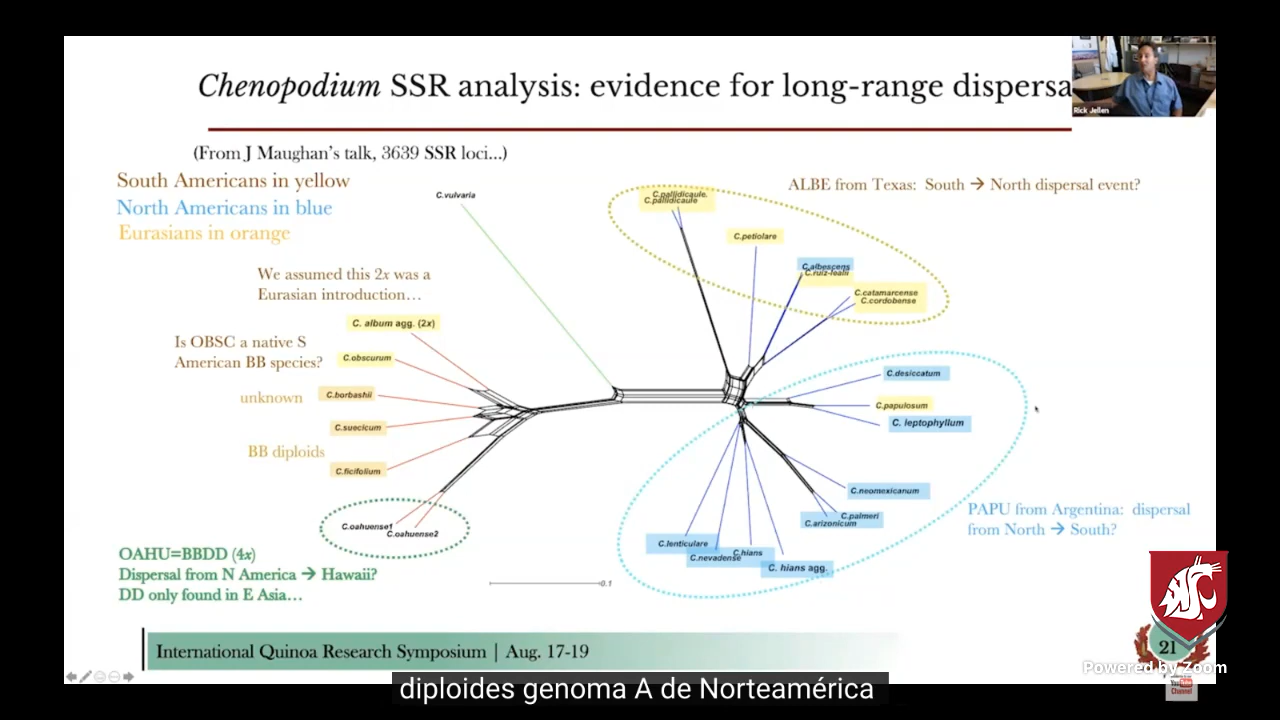 Chenopodium SSR analysis: evidence for long-range dispersa
Rick Jellen
(From J Maughan's talk, 3639 SSR loci...)
South Americans in yellow
North Americans in blue
Eurasians in orange
ALBE from Texas: South → North dispersal event?
We assumed this 2x was a
Eurasian introduction...
Is OBSC a native S
American BB species?
unknown
BB diploids
C.vulvaria
C.pallidicaule.
C.pallidicaule
C.petiolare
C.albescens
C.ruiz-lealii
C.catamarcense
C.cordobense
C. album agg. (2x)
C.obscurum
C.borbashii
C.suecicum
C.ficifolium
C.desiccatum
C.papulosum
C. leptophyllum
C.neomexicanum
C.palmeri
C.arizonicum
C.lenticulare
C.nevadense
C.hians
C. hians agg.
C.oahuense1
C.oahuense2
0.1
PAPU from Argentina: dispersal
from North → South?
OAHU=BBDD (4x)
Dispersal from N America → Hawaii?
DD only found in E Asia...
International Quinoa Research Symposium | Aug. 17-19
21
Powered by Zoom
You
Tube
Channel
diploides genoma A de Norteamérica